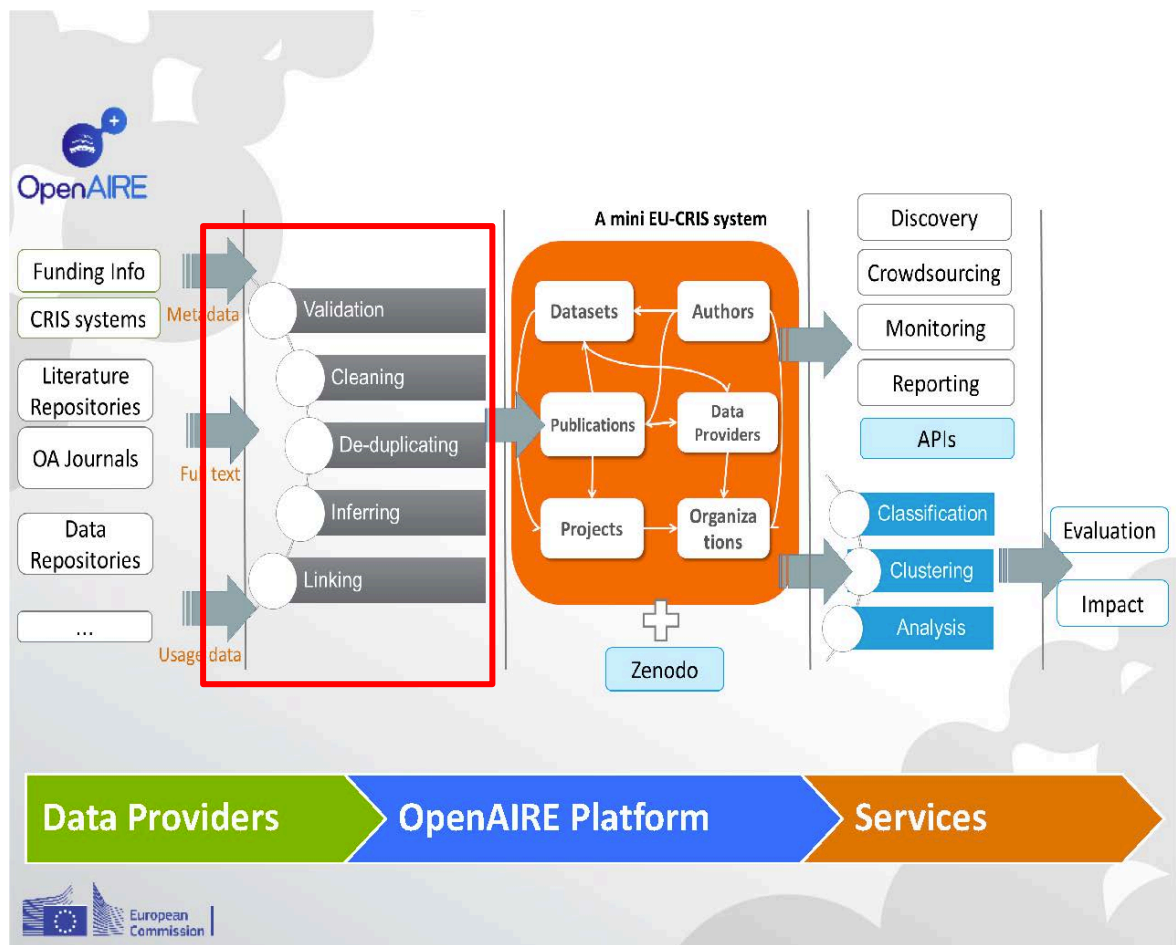 OpenAIRE
Funding Info
CRIS systems
Literature
Repositories
OA Journals
Data
Repositories
...
Metadata
Full text
Usage data
Validation
Cleaning
De-duplicating
Inferring
Linking
A mini EU-CRIS system
Datasets
Authors
Publications
Data
Providers
Projects
Organiza
tions
Zenodo
Discovery
Crowdsourcing
Monitoring
Reporting
APIs
Classification
Clustering
Analysis
Evaluation
Impact
Data Providers
OpenAIRE Platform
Services
European
Commission